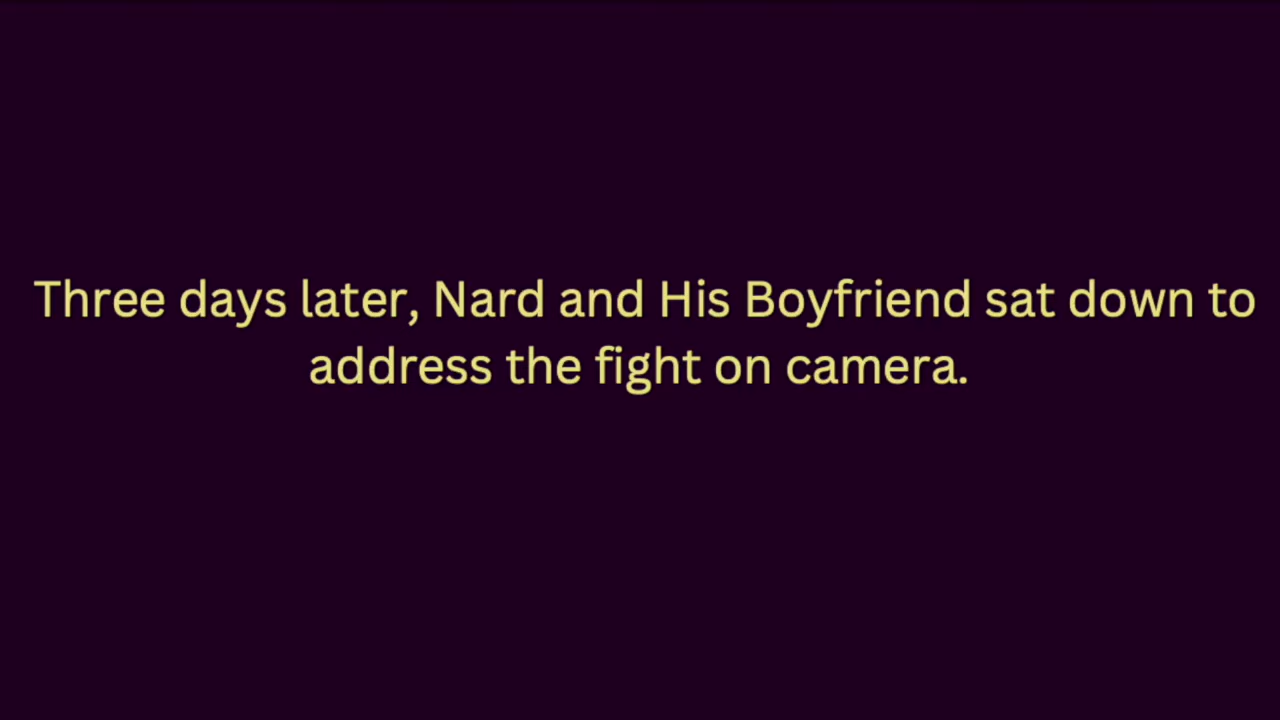 Three days later, Nard and His Boyfriend sat down to
address the fight on camera.